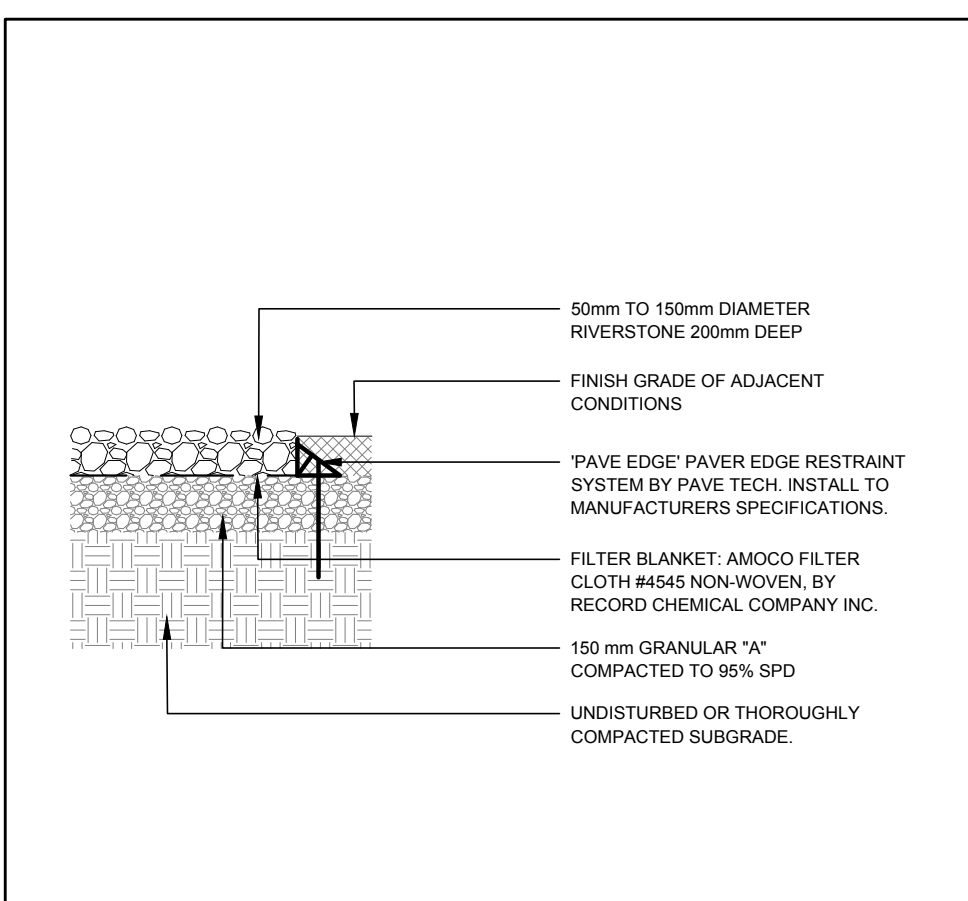 50mm TO 150mm DIAMETER
RIVERSTONE 200mm DEEP
FINISH GRADE OF ADJACENT
CONDITIONS
'PAVE EDGE' PAVER EDGE RESTRAINT
SYSTEM BY PAVE TECH. INSTALL TO
MANUFACTURERS SPECIFICATIONS.
FILTER BLANKET: AMOCO FILTER
CLOTH #4545 NON-WOVEN, BY
RECORD CHEMICAL COMPANY INC.
150 mm GRANULAR "A"
COMPACTED TO 95% SPD
UNDISTURBED OR THOROUGHLY
COMPACTED SUBGRADE.